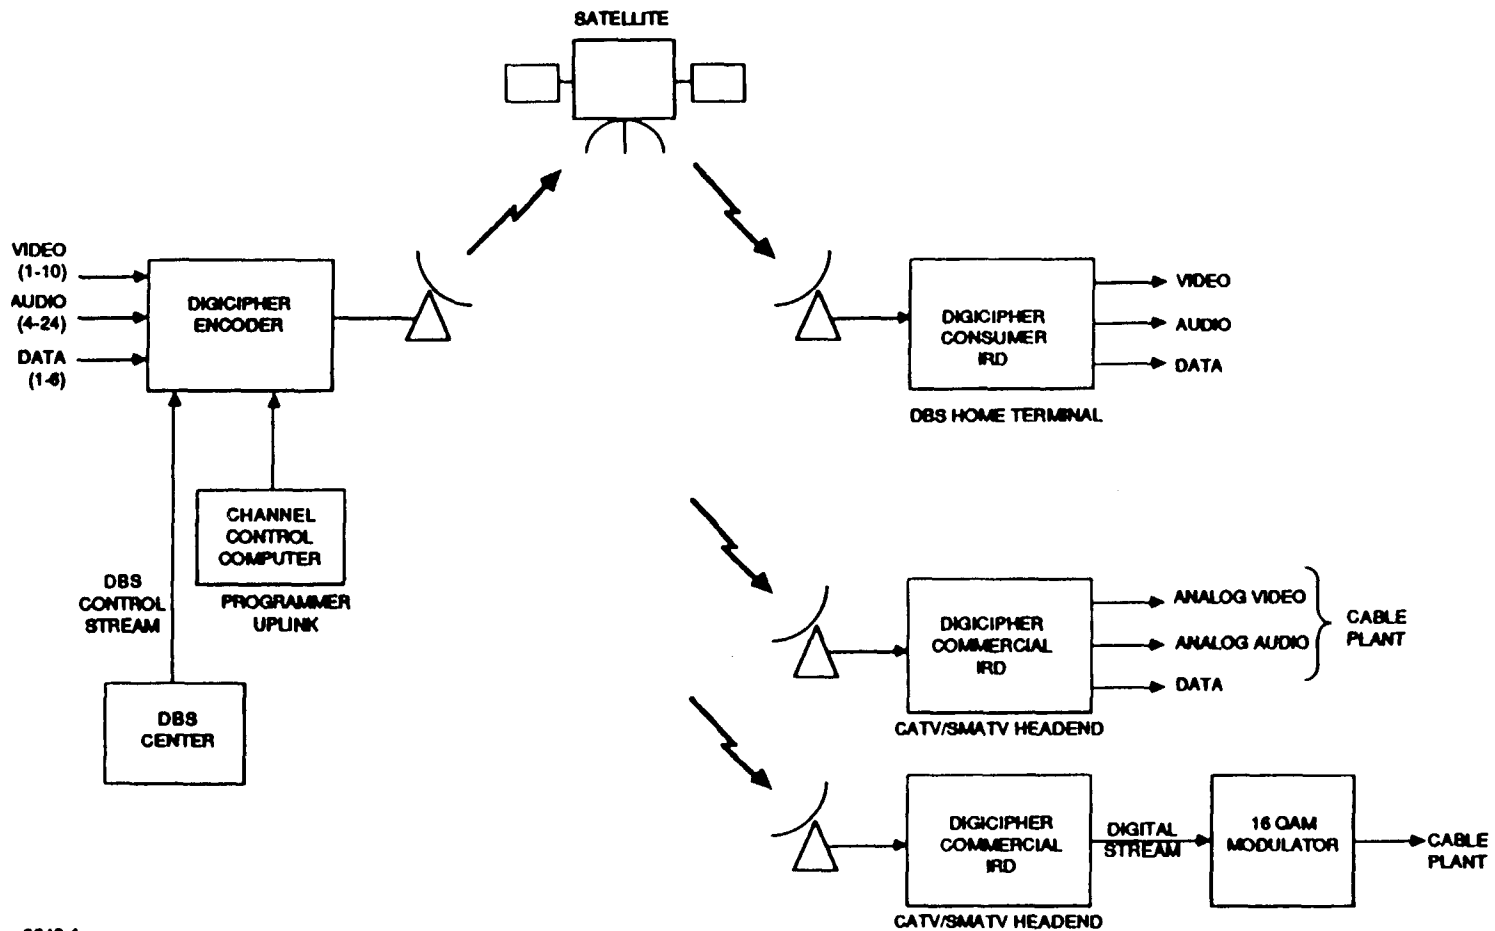 SATELLITE
VIDEO
(1-10)
AUDIO
(4-24)
DATA
(1-6)
DIGICIPHER
ENCODER
DIGICIPHER
CONSUMER
IRD
VIDEO
AUDIO
DATA
DBS HOME TERMINAL
CHANNEL
CONTROL
COMPUTER
PROGRAMMER
UPLINK
DBS
CONTROL
STREAM
DBS
CENTER
DIGICIPHER
COMMERCIAL
IRD
ANALOG VIDEO
ANALOG AUDIO
DATA
CABLE
PLANT
CATV/SMATV HEADEND
DIGICIPHER
COMMERCIAL
IRD
DIGITAL
STREAM
16 QAM
MODULATOR
CABLE
PLANT
CATV/SMATV HEADEND